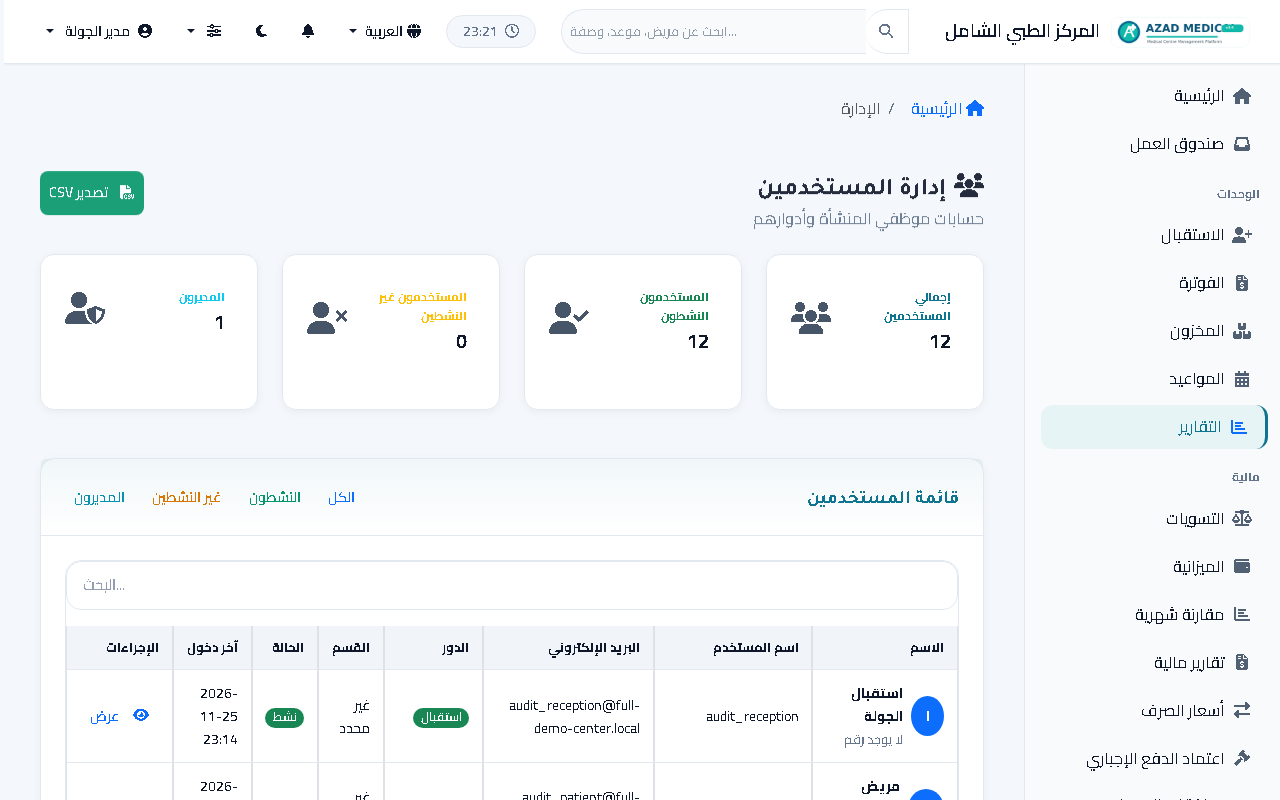 AZAD MEDIC
Medical Center Management Platform
المركز الطبي الشامل
ابحث عن مريض، موعد، وصفة...
23:21
العربية
مدير الجولة
الرئيسية
صندوق العمل
الوحدات
الاستقبال
الفوترة
المخزون
المواعيد
التقارير
مالية
التسويات
الميزانية
مقارنة شهرية
تقارير مالية
أسعار الصرف
اعتماد الدفع الإجباري
الرئيسية / الإدارة
إدارة المستخدمين
حسابات موظفي المنشأة وأدوارهم
تصدير CSV
إجمالي
المستخدمين
12
المستخدمون
النشطون
12
المستخدمون غير
النشطين
0
المديرون
1
قائمة المستخدمين
الكل النشطون غير النشطين المديرون
البحث...
الاسم اسم المستخدم البريد الإلكتروني الدور القسم الحالة آخر دخول الإجراءات
ا
استقبال
الجولة
لا يوجد رقم
audit_reception
audit_reception@full-
demo-center.local
استقبال
غير
محدد
نشط
2026-
11-25
23:14
عرض
مريض
audit_patient@full-
غير
2026-